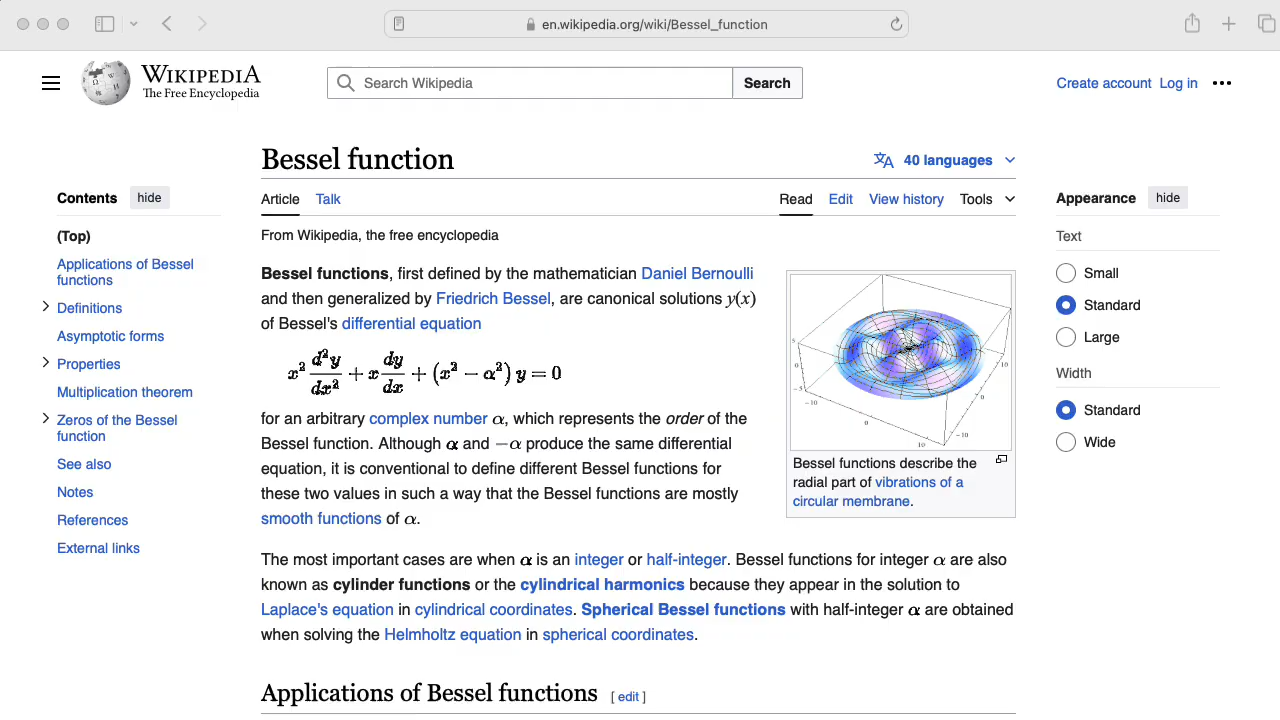 en.wikipedia.org/wiki/Bessel_function
WIKIPEDIA
The Free Encyclopedia
Search Wikipedia
Search
Create account Log in
Bessel function
40 languages
Contents hide
Article Talk
Read Edit View history Tools
From Wikipedia, the free encyclopedia
(Top)
Applications of Bessel
functions
Definitions
Asymptotic forms
Properties
Multiplication theorem
Zeros of the Bessel
function
See also
Notes
References
External links
Bessel functions, first defined by the mathematician Daniel Bernoulli
and then generalized by Friedrich Bessel, are canonical solutions y(x)
of Bessel's differential equation
x² d²y/dx² + x dy/dx + (x² − α²) y = 0
for an arbitrary complex number α, which represents the order of the
Bessel function. Although α and −α produce the same differential
equation, it is conventional to define different Bessel functions for
these two values in such a way that the Bessel functions are mostly
smooth functions of α.
5
0
−5
−10
0
10
−10
0
10
Bessel functions describe the
radial part of vibrations of a
circular membrane.
The most important cases are when α is an integer or half-integer. Bessel functions for integer α are also
known as cylinder functions or the cylindrical harmonics because they appear in the solution to
Laplace's equation in cylindrical coordinates. Spherical Bessel functions with half-integer α are obtained
when solving the Helmholtz equation in spherical coordinates.
Applications of Bessel functions [ edit ]
Appearance hide
Text
Small
Standard
Large
Width
Standard
Wide